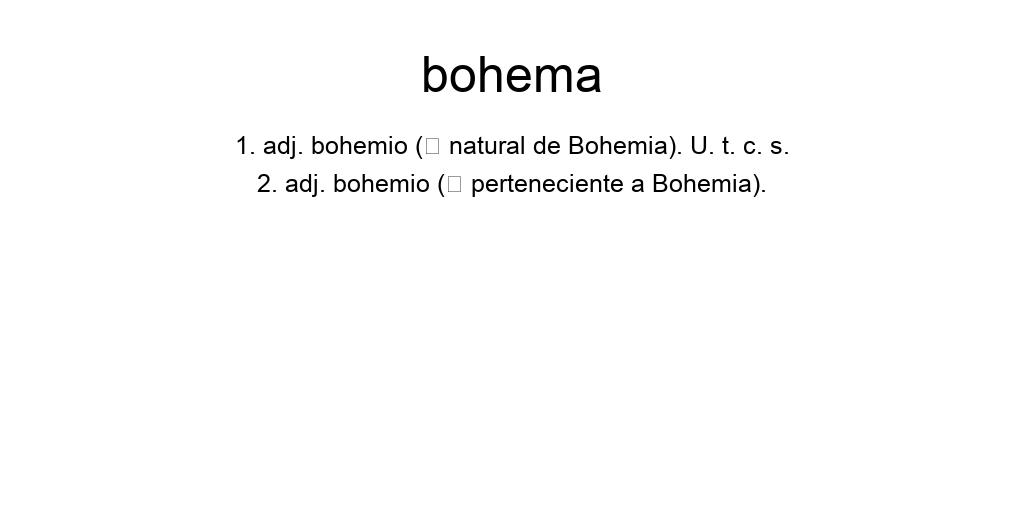 bohema
1. adj. bohemio (□ natural de Bohemia). U. t. c. s.
2. adj. bohemio (□ perteneciente a Bohemia).